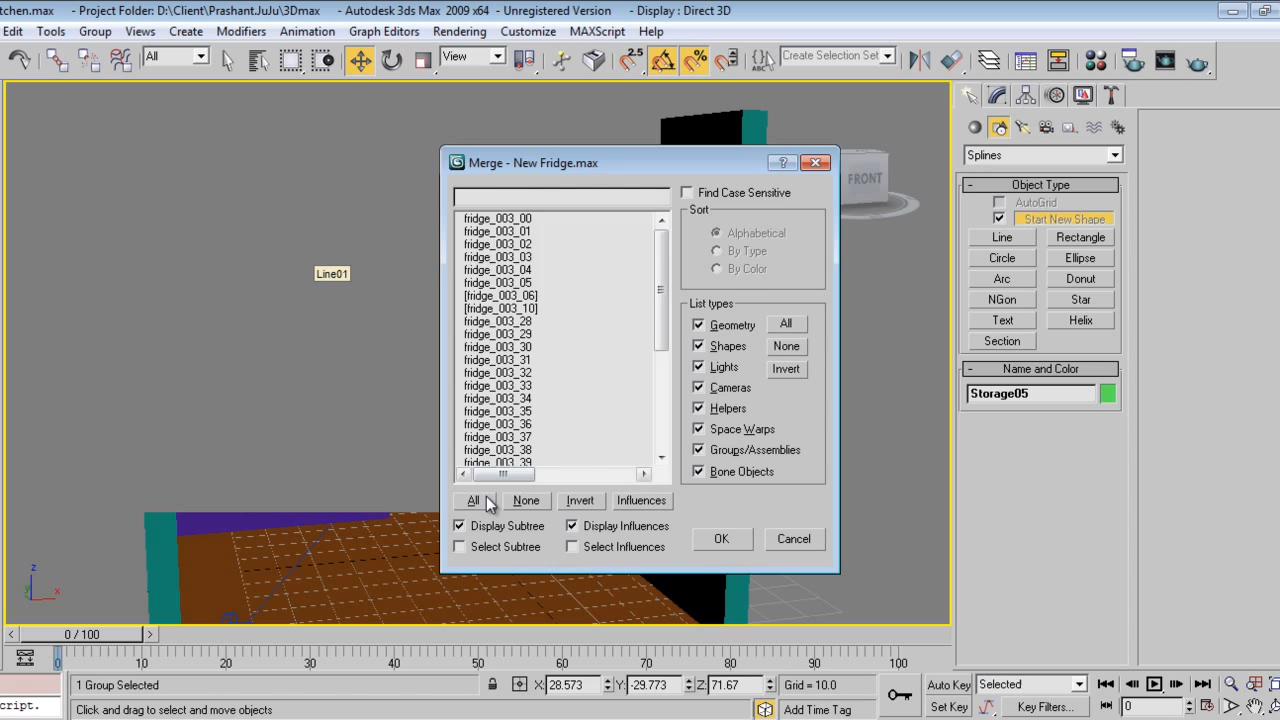 tchen.max - Project Folder: D:\Client\Prashant.JuJu\3Dmax - Autodesk 3ds Max 2009 x64 - Unregistered Version - Display : Direct 3D
Edit Tools Group Views Create Modifiers Animation Graph Editors Rendering Customize MAXScript Help
All View 2.5 Create Selection Set
Merge - New Fridge.max
Find Case Sensitive
Sort
Alphabetical
By Type
By Color
fridge_003_00
fridge_003_01
fridge_003_02
fridge_003_03
fridge_003_04
fridge_003_05
[fridge_003_06]
[fridge_003_10]
fridge_003_28
fridge_003_29
fridge_003_30
fridge_003_31
fridge_003_32
fridge_003_33
fridge_003_34
fridge_003_35
fridge_003_36
fridge_003_37
fridge_003_38
fridge_003_39
List types
Geometry All
Shapes None
Lights Invert
Cameras
Helpers
Space Warps
Groups/Assemblies
Bone Objects
All None Invert Influences
Display Subtree Display Influences
Select Subtree Select Influences
OK Cancel
Line01
FRONT
z
y x
Splines
- Object Type
AutoGrid
Start New Shape
Line Rectangle
Circle Ellipse
Arc Donut
NGon Star
Text Helix
Section
- Name and Color
Storage05
< 0 / 100 >
0 10 20 30 40 50 60 70 80 90 100
1 Group Selected X: 28.573 Y: -29.773 Z: 71.67 Grid = 10.0 Auto Key Selected
cript. Click and drag to select and move objects Add Time Tag Set Key Key Filters... 0